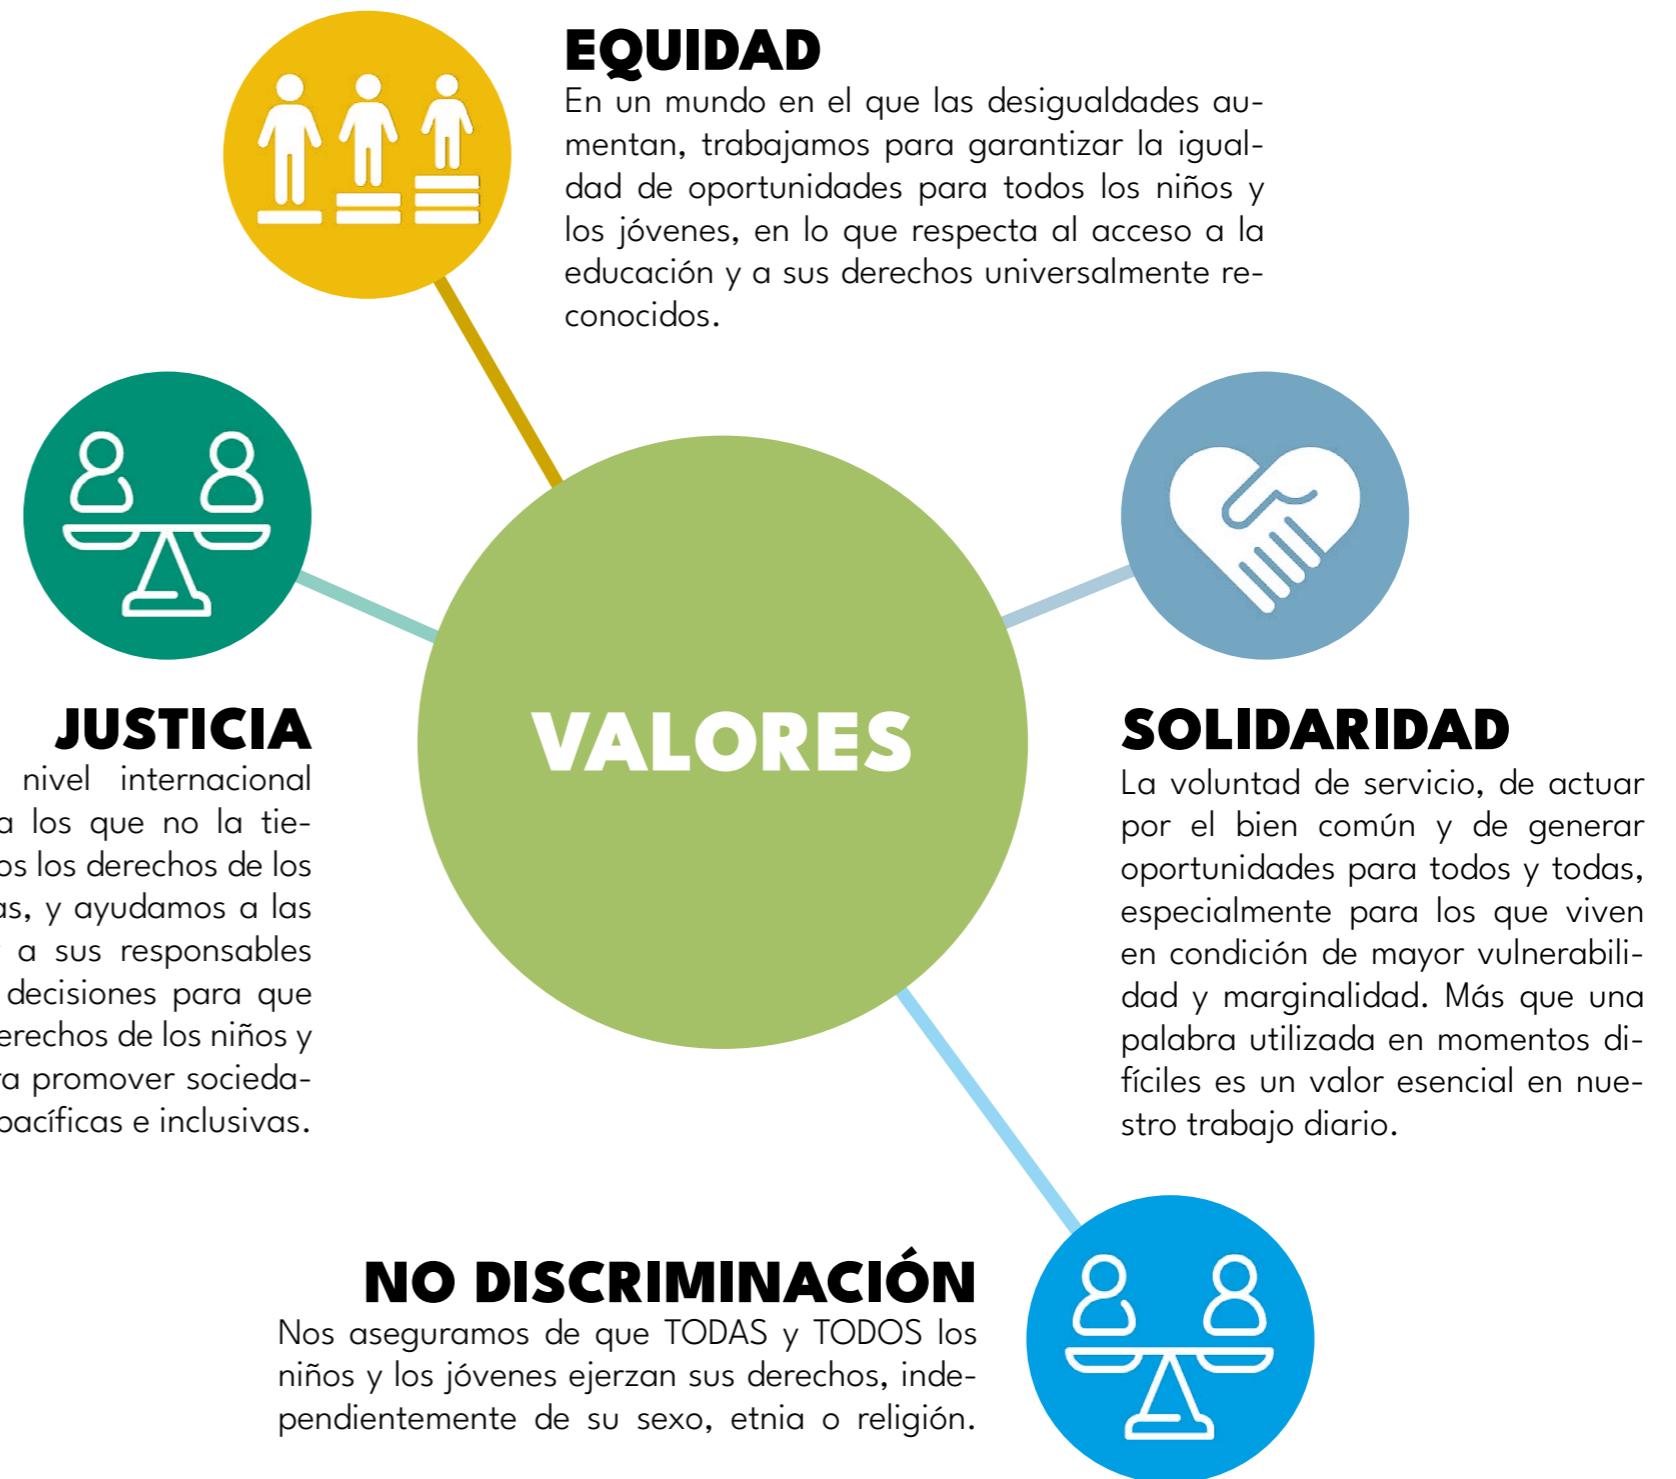 EQUIDAD
En un mundo en el que las desigualdades au-
mentan, trabajamos para garantizar la igual-
dad de oportunidades para todos los niños y
los jóvenes, en lo que respecta al acceso a la
educación y a sus derechos universalmente re-
conocidos.
VALORES
JUSTICIA
nivel internacional
a los que no la tie-
los derechos de los
y ayudamos a las
a sus responsables
decisiones para que
derechos de los niños y
promover socieda-
pacíficas e inclusivas.
SOLIDARIDAD
La voluntad de servicio, de actuar
por el bien común y de generar
oportunidades para todos y todas,
especialmente para los que viven
en condición de mayor vulnerabili-
dad y marginalidad. Más que una
palabra utilizada en momentos di-
fíciles es un valor esencial en nue-
stro trabajo diario.
NO DISCRIMINACIÓN
Nos aseguramos de que TODAS y TODOS los
niños y los jóvenes ejerzan sus derechos, inde-
pendientemente de su sexo, etnia o religión.